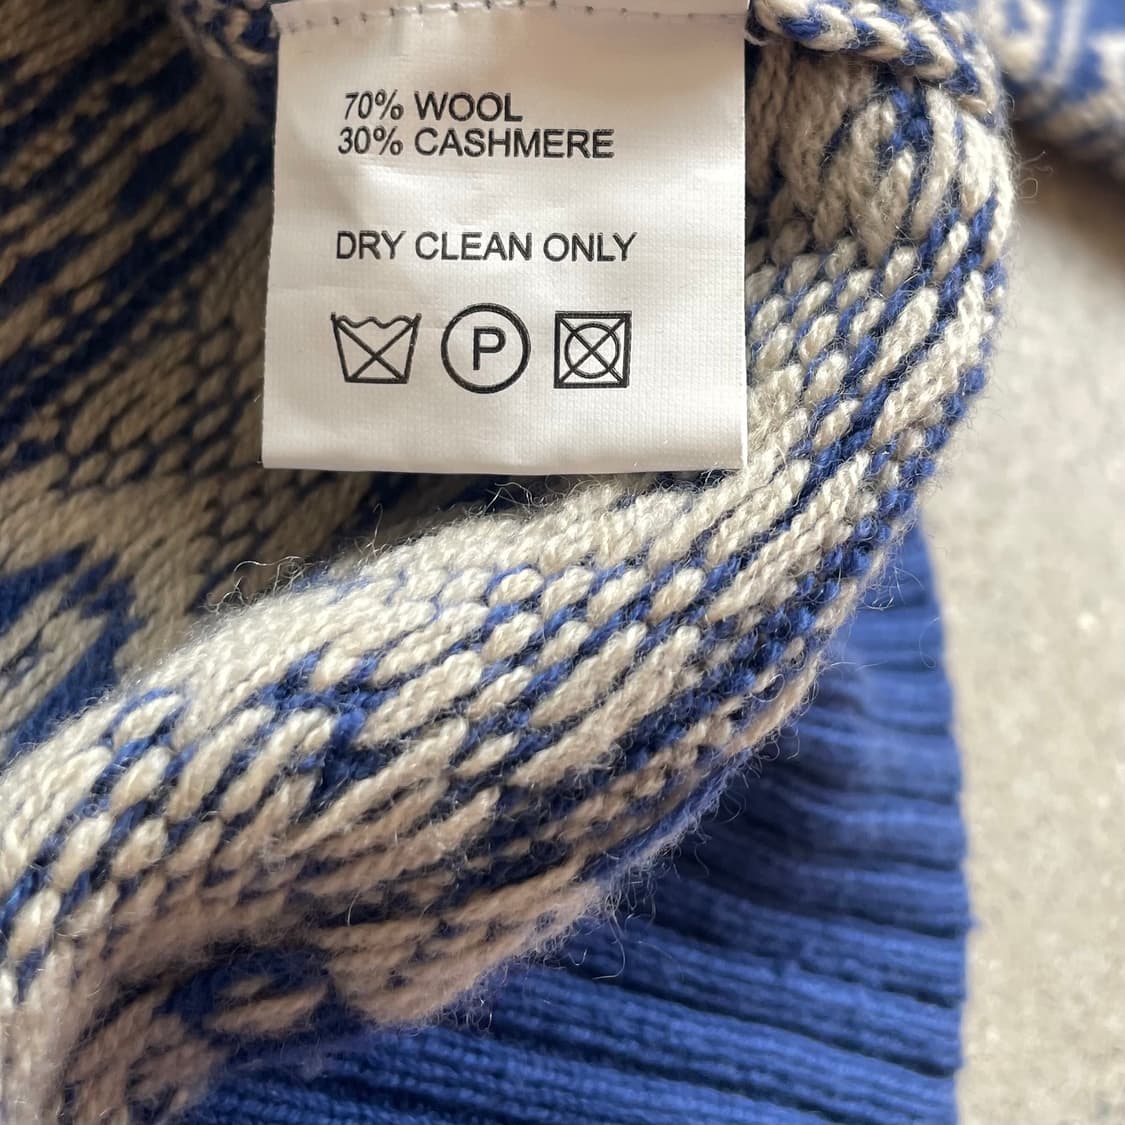 70% WOOL
30% CASHMERE
DRY CLEAN ONLY
P